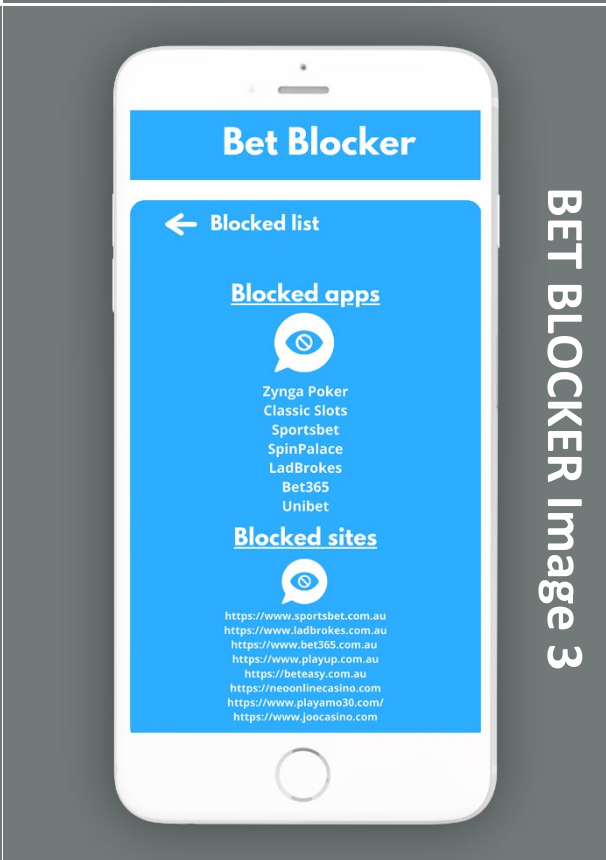 Bet Blocker
Blocked list
Blocked apps
Zynga Poker
Classic Slots
Sportsbet
SpinPalace
LadBrokes
Bet365
Unibet
Blocked sites
https://www.sportsbet.com.au
https://www.ladbrokes.com.au
https://www.bet365.com.au
https://www.playup.com.au
https://beteasy.com.au
https://neoonlinecasino.com
https://www.playamo30.com/
https://www.joocasino.com
BET BLOCKER Image 3